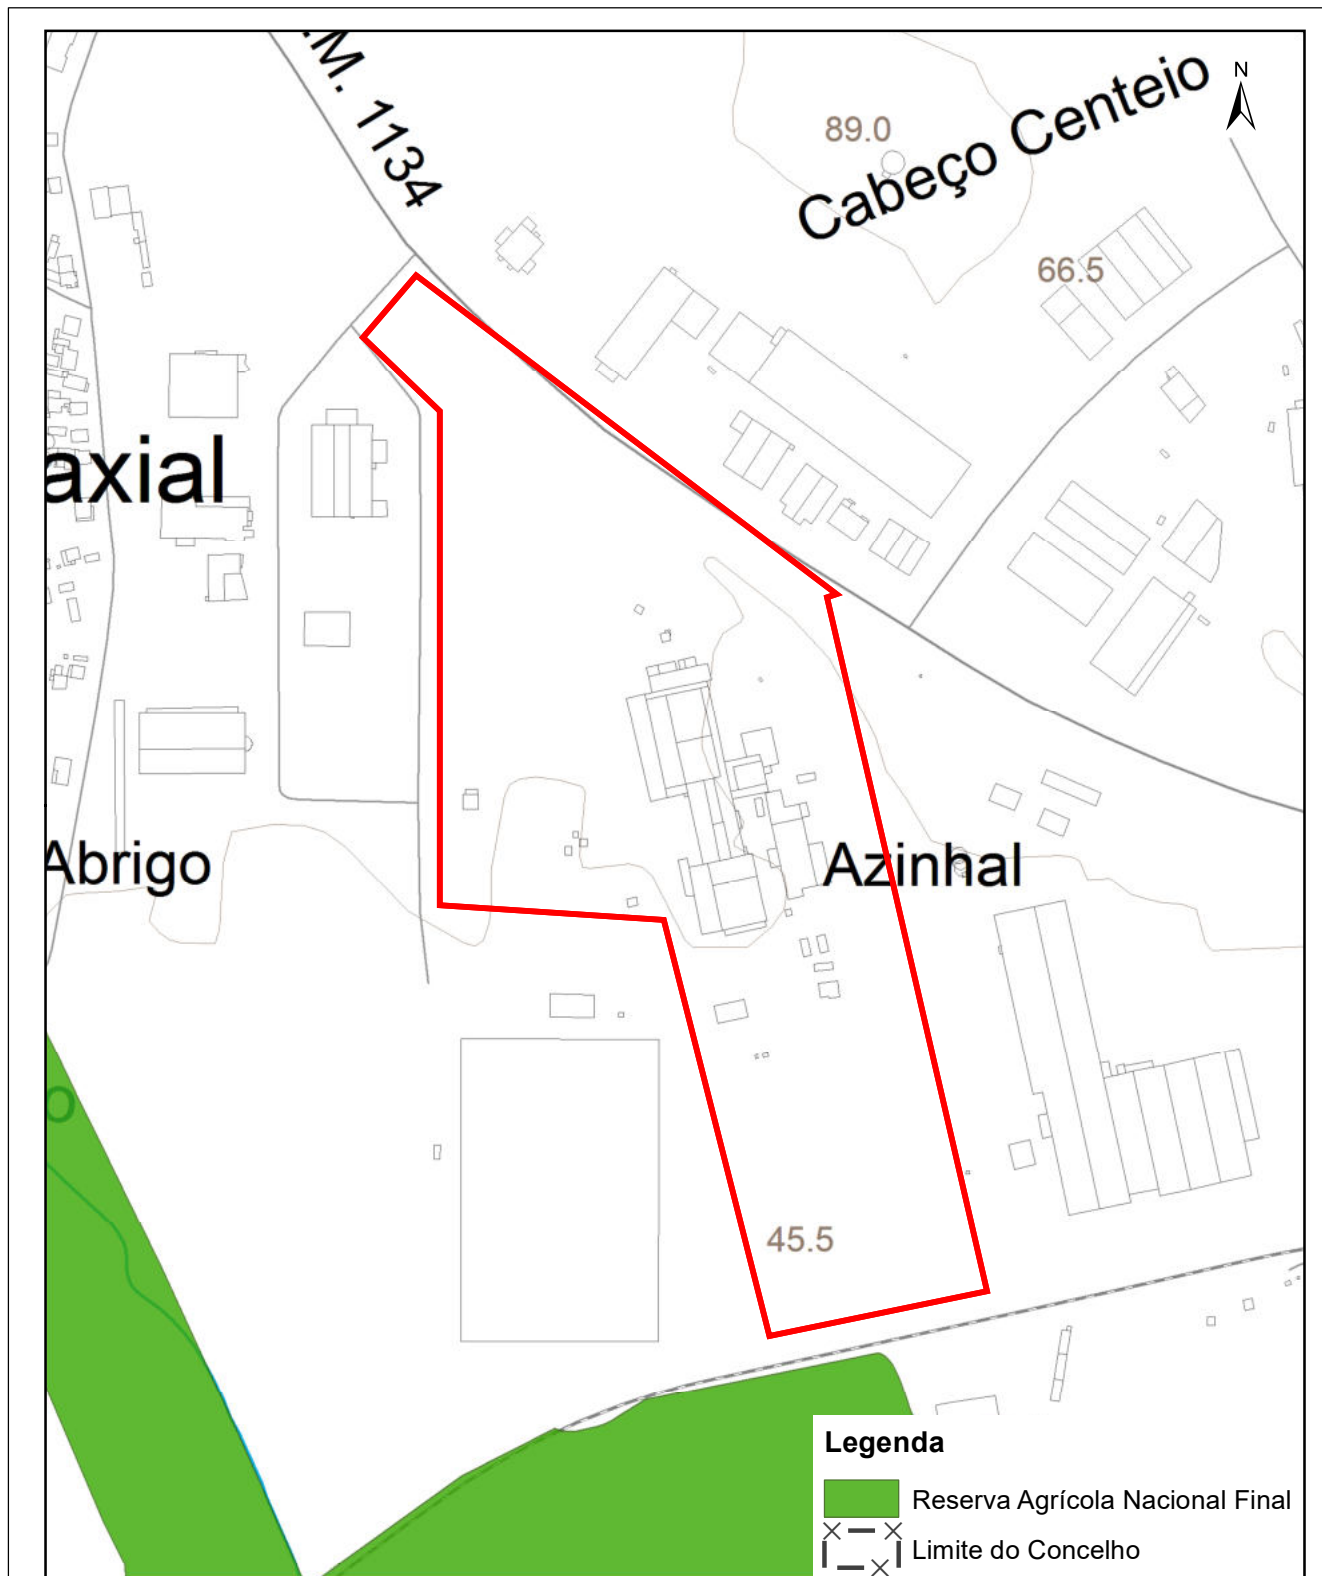 .M. 1134
N
89.0
Cabeço Centeio
66.5
axial
Abrigo
Azinhal
o
45.5
Legenda
Reserva Agrícola Nacional Final
Limite do Concelho